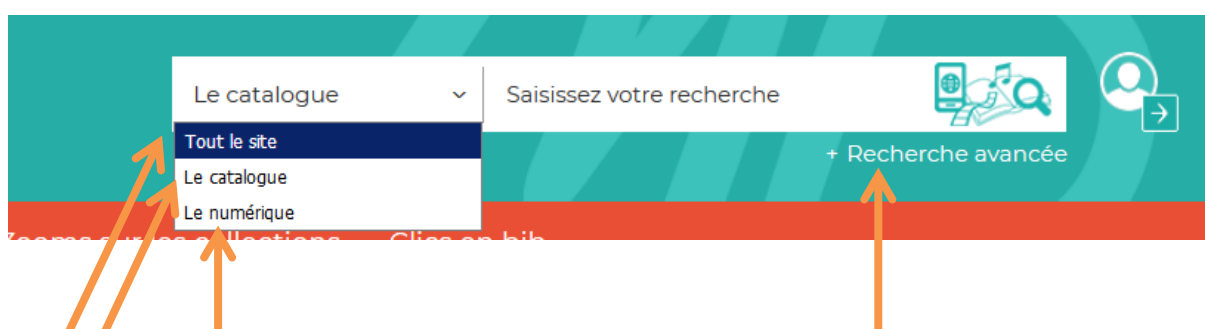 Le catalogue Saisissez votre recherche
Tout le site
Le catalogue
Le numérique
+ Recherche avancée